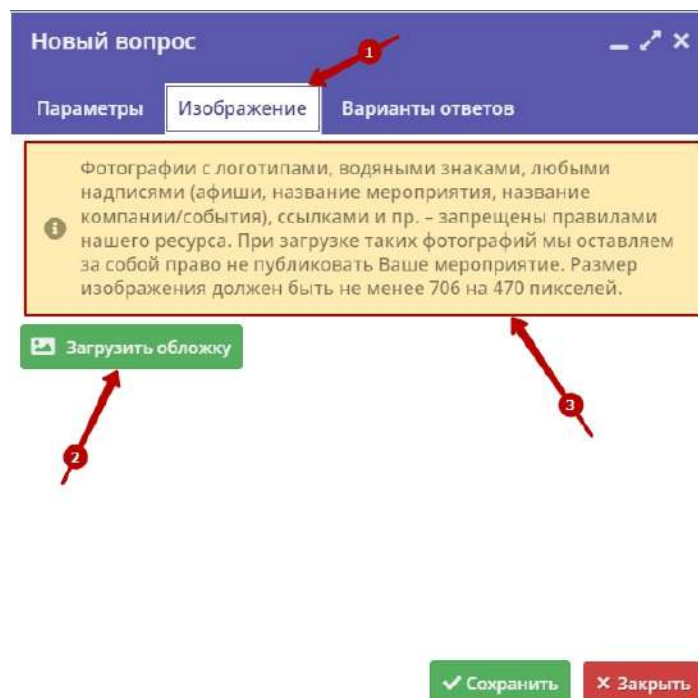 Новый вопрос
1
Параметры Изображение Варианты ответов
Фотографии с логотипами, водяными знаками, любыми
надписями (афиши, название мероприятия, название
компании/события), ссылками и пр. – запрещены правилами
нашего ресурса. При загрузке таких фотографий мы оставляем
за собой право не публиковать Ваше мероприятие. Размер
изображения должен быть не менее 706 на 470 пикселей.
Загрузить обложку
3
2
Сохранить Закрыть